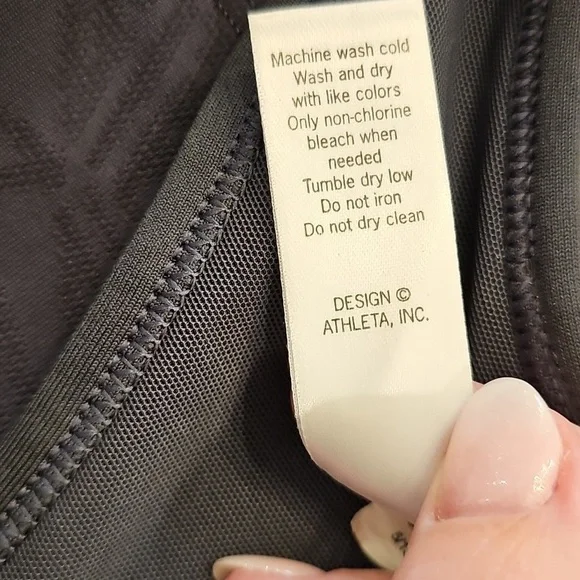 Machine wash cold
Wash and dry
with like colors
Only non-chlorine
bleach when
needed
Tumble dry low
Do not iron
Do not dry clean
DESIGN ©
ATHLETA, INC.